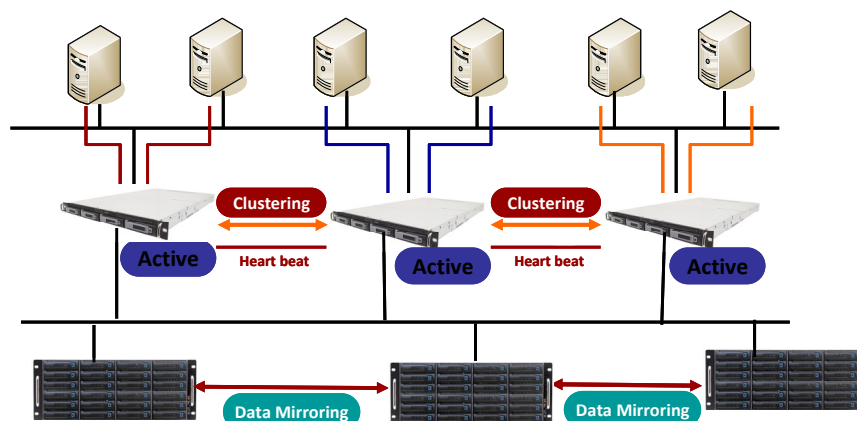 Clustering
Clustering
Active
Heart beat
Active
Heart beat
Active
Data Mirroring
Data Mirroring